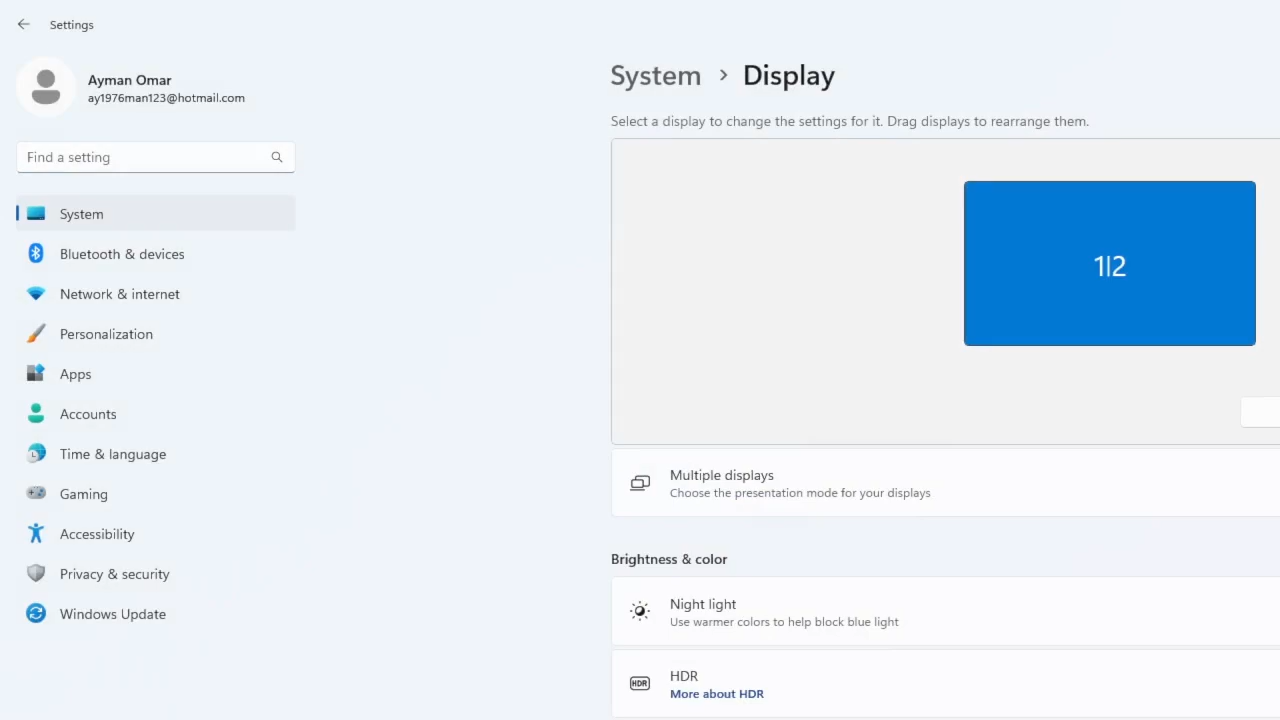 Settings
Ayman Omar
ay1976man123@hotmail.com
Find a setting
System
Bluetooth & devices
Network & internet
Personalization
Apps
Accounts
Time & language
Gaming
Accessibility
Privacy & security
Windows Update
System > Display
Select a display to change the settings for it. Drag displays to rearrange them.
1|2
Multiple displays
Choose the presentation mode for your displays
Brightness & color
Night light
Use warmer colors to help block blue light
HDR
HDR
More about HDR